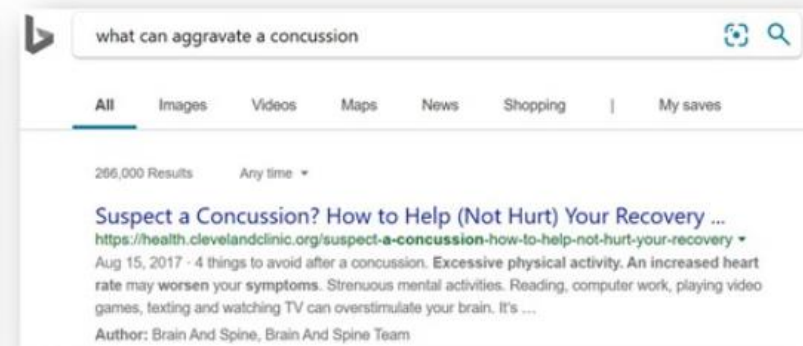 what can aggravate a concussion
All Images Videos Maps News Shopping | My saves
266,000 Results Any time
Suspect a Concussion? How to Help (Not Hurt) Your Recovery ...
https://health.clevelandclinic.org/suspect-a-concussion-how-to-help-not-hurt-your-recovery
Aug 15, 2017 · 4 things to avoid after a concussion. Excessive physical activity. An increased heart
rate may worsen your symptoms. Strenuous mental activities. Reading, computer work, playing video
games, texting and watching TV can overstimulate your brain. It's ...
Author: Brain And Spine, Brain And Spine Team